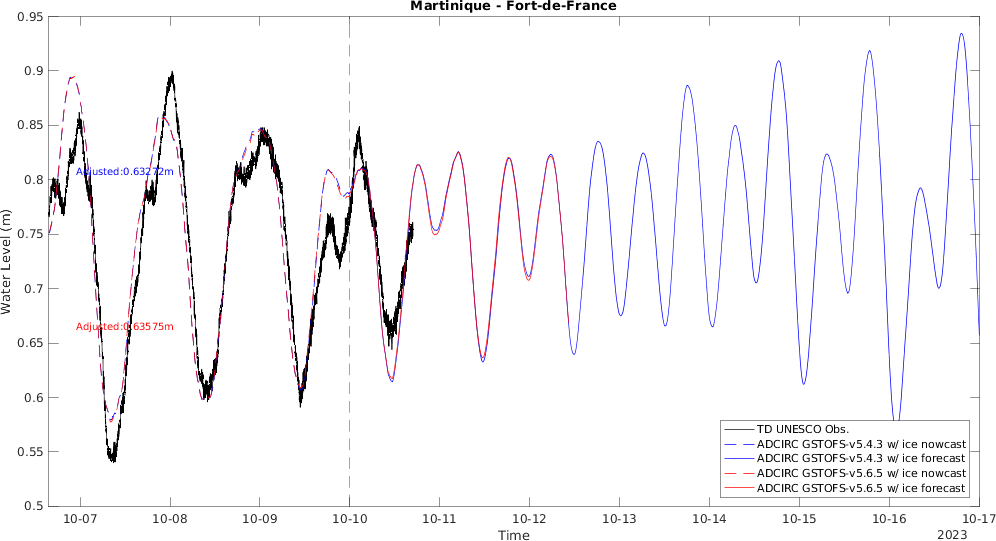 Martinique - Fort-de-France
0.95
0.9
0.85
0.8
0.75
0.7
0.65
0.6
0.55
0.5
Water Level (m)
Adjusted:0.63272m
Adjusted:0.63575m
TD UNESCO Obs.
ADCIRC GSTOFS-v5.4.3 w/ ice nowcast
ADCIRC GSTOFS-v5.4.3 w/ ice forecast
ADCIRC GSTOFS-v5.6.5 w/ ice nowcast
ADCIRC GSTOFS-v5.6.5 w/ ice forecast
10-07 10-08 10-09 10-10 10-11 10-12 10-13 10-14 10-15 10-16 10-17
Time
2023